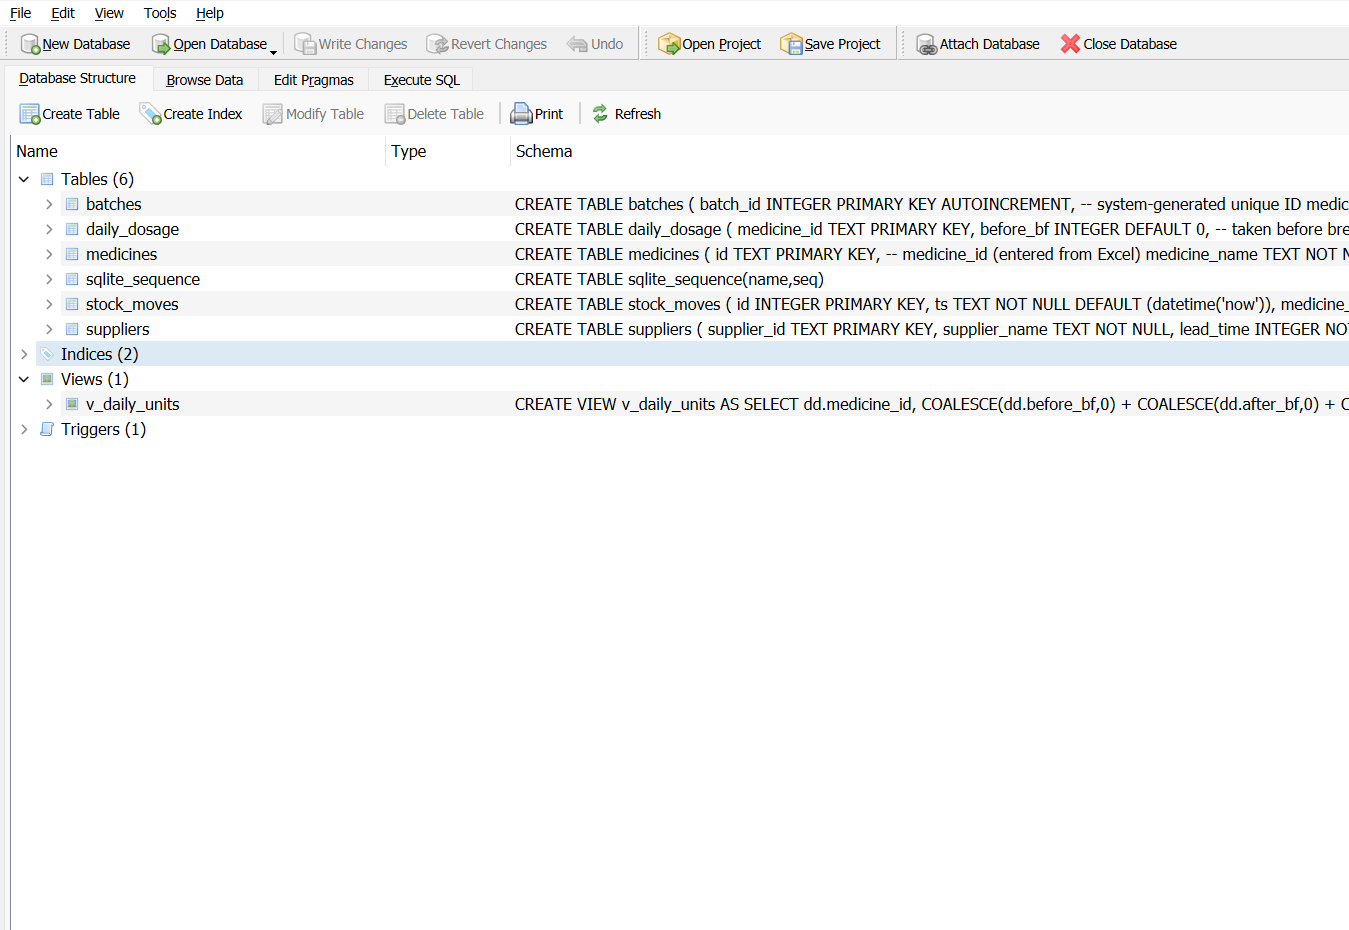 File Edit View Tools Help
New Database Open Database Write Changes Revert Changes Undo Open Project Save Project Attach Database Close Database
Database Structure Browse Data Edit Pragmas Execute SQL
Create Table Create Index Modify Table Delete Table Print Refresh
Name Type Schema
Tables (6)
batches CREATE TABLE batches ( batch_id INTEGER PRIMARY KEY AUTOINCREMENT, -- system-generated unique ID medic
daily_dosage CREATE TABLE daily_dosage ( medicine_id TEXT PRIMARY KEY, before_bf INTEGER DEFAULT 0, -- taken before bre
medicines CREATE TABLE medicines ( id TEXT PRIMARY KEY, -- medicine_id (entered from Excel) medicine_name TEXT NOT N
sqlite_sequence CREATE TABLE sqlite_sequence(name,seq)
stock_moves CREATE TABLE stock_moves ( id INTEGER PRIMARY KEY, ts TEXT NOT NULL DEFAULT (datetime('now')), medicine_
suppliers CREATE TABLE suppliers ( supplier_id TEXT PRIMARY KEY, supplier_name TEXT NOT NULL, lead_time INTEGER NOT
Indices (2)
Views (1)
v_daily_units CREATE VIEW v_daily_units AS SELECT dd.medicine_id, COALESCE(dd.before_bf,0) + COALESCE(dd.after_bf,0) + C
Triggers (1)